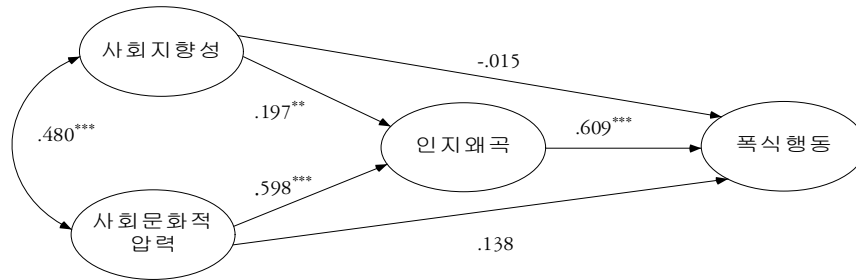 사회지향성
-.015
.197**
.480***
인지왜곡
.609***
폭식행동
.598***
사회문화적
압력
.138